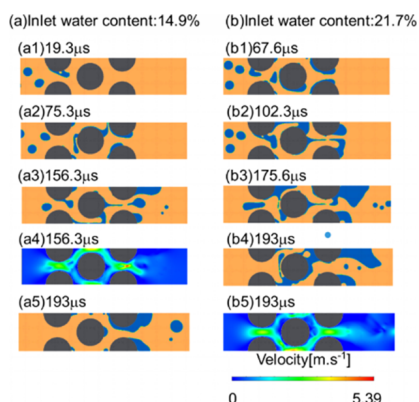 (a)Inlet water content:14.9%
(a1)19.3μs
(a2)75.3μs
(a3)156.3μs
(a4)156.3μs
(a5)193μs
(b)Inlet water content:21.7%
(b1)67.6μs
(b2)102.3μs
(b3)175.6μs
(b4)193μs
(b5)193μs
Velocity[m.s⁻¹]
0 5.39